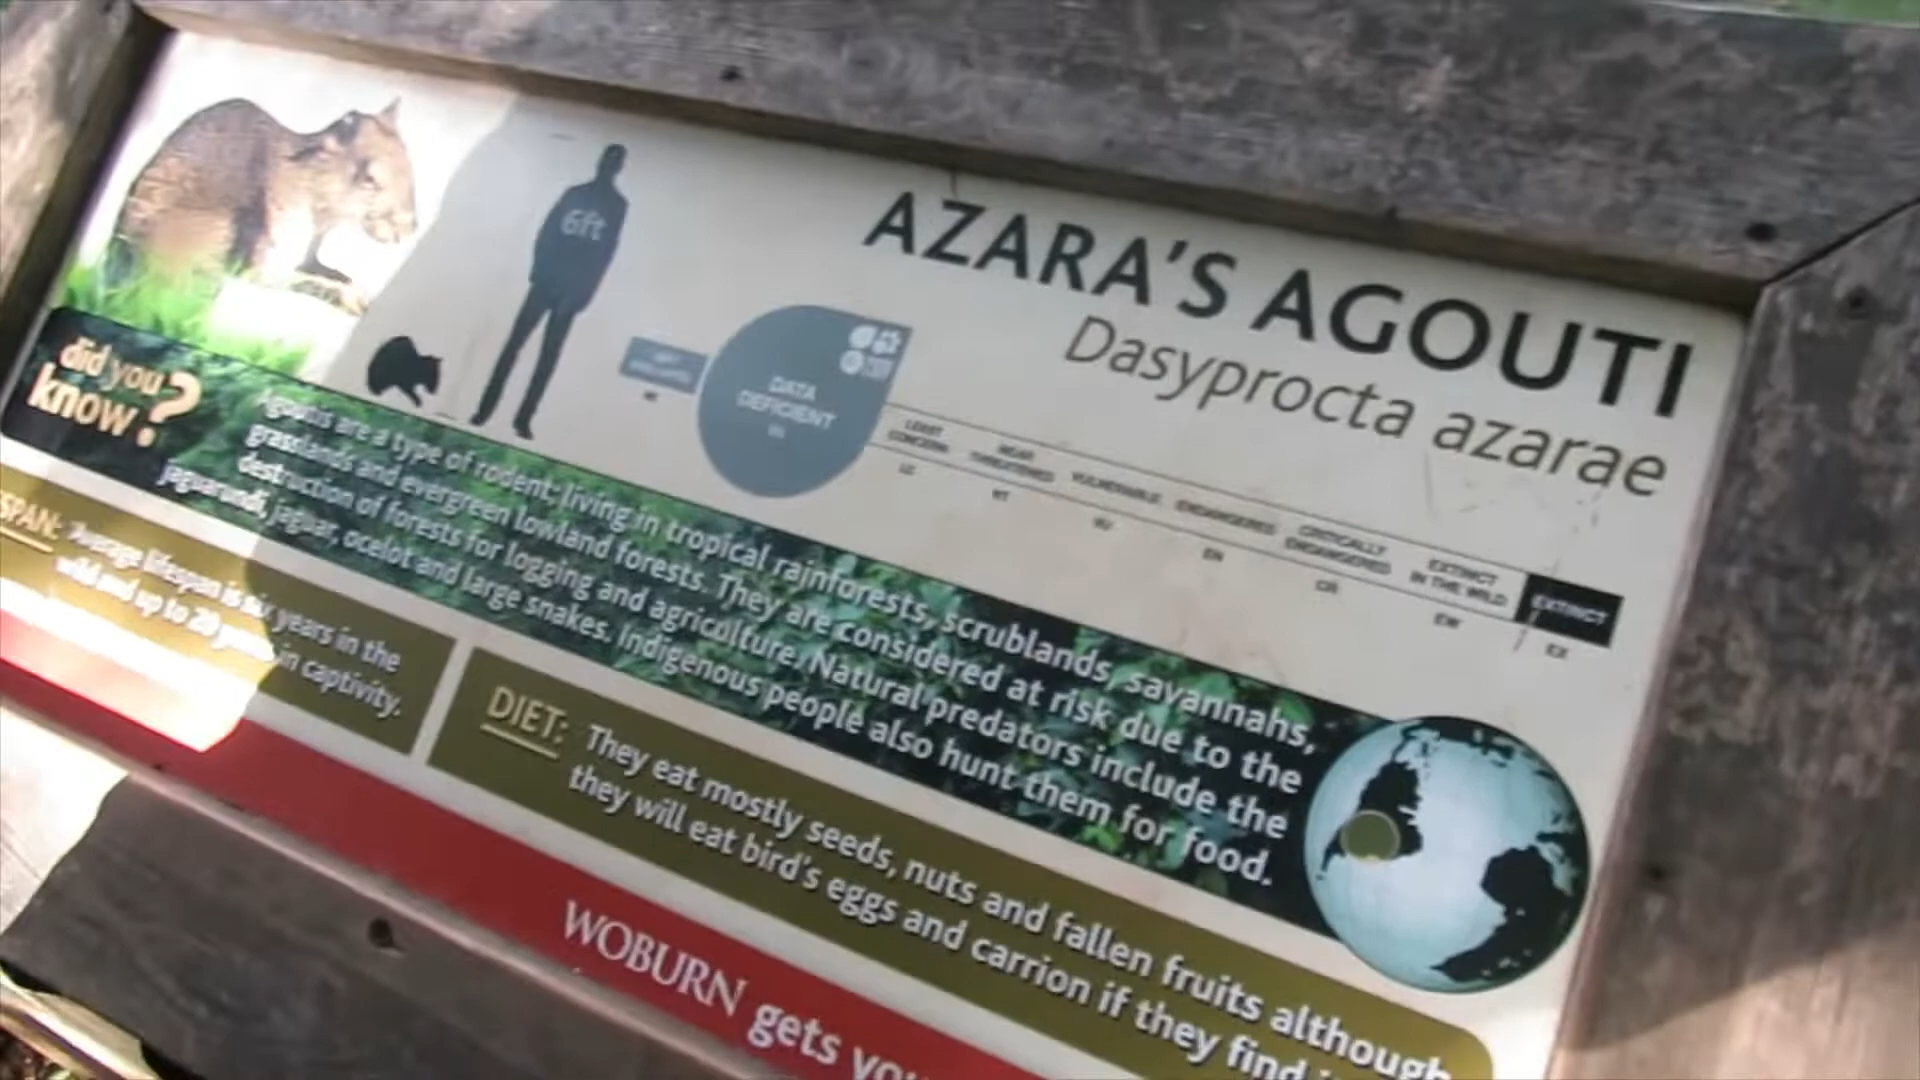 AZARA'S AGOUTI
Dasyprocta azarae
6ft
DATA
DEFICIENT
LEAST
CONCERN
LC
NEAR
THREATENED
NT
VULNERABLE
VU
ENDANGERED
EN
CRITICALLY
ENDANGERED
CR
EXTINCT
IN THE WILD
EW
EXTINCT
EX
did you
know?
Agoutis are a type of rodent; living in tropical rainforests, scrublands, savannahs,
grasslands and evergreen lowland forests. They are considered at risk due to the
destruction of forests for logging and agriculture. Natural predators include the
jaguarundi, jaguar, ocelot and large snakes. Indigenous people also hunt them for food.
SPAN: Average lifespan is six years in the
wild and up to 20 years in captivity.
DIET: They eat mostly seeds, nuts and fallen fruits although
they will eat bird's eggs and carrion if they find
WOBURN gets you